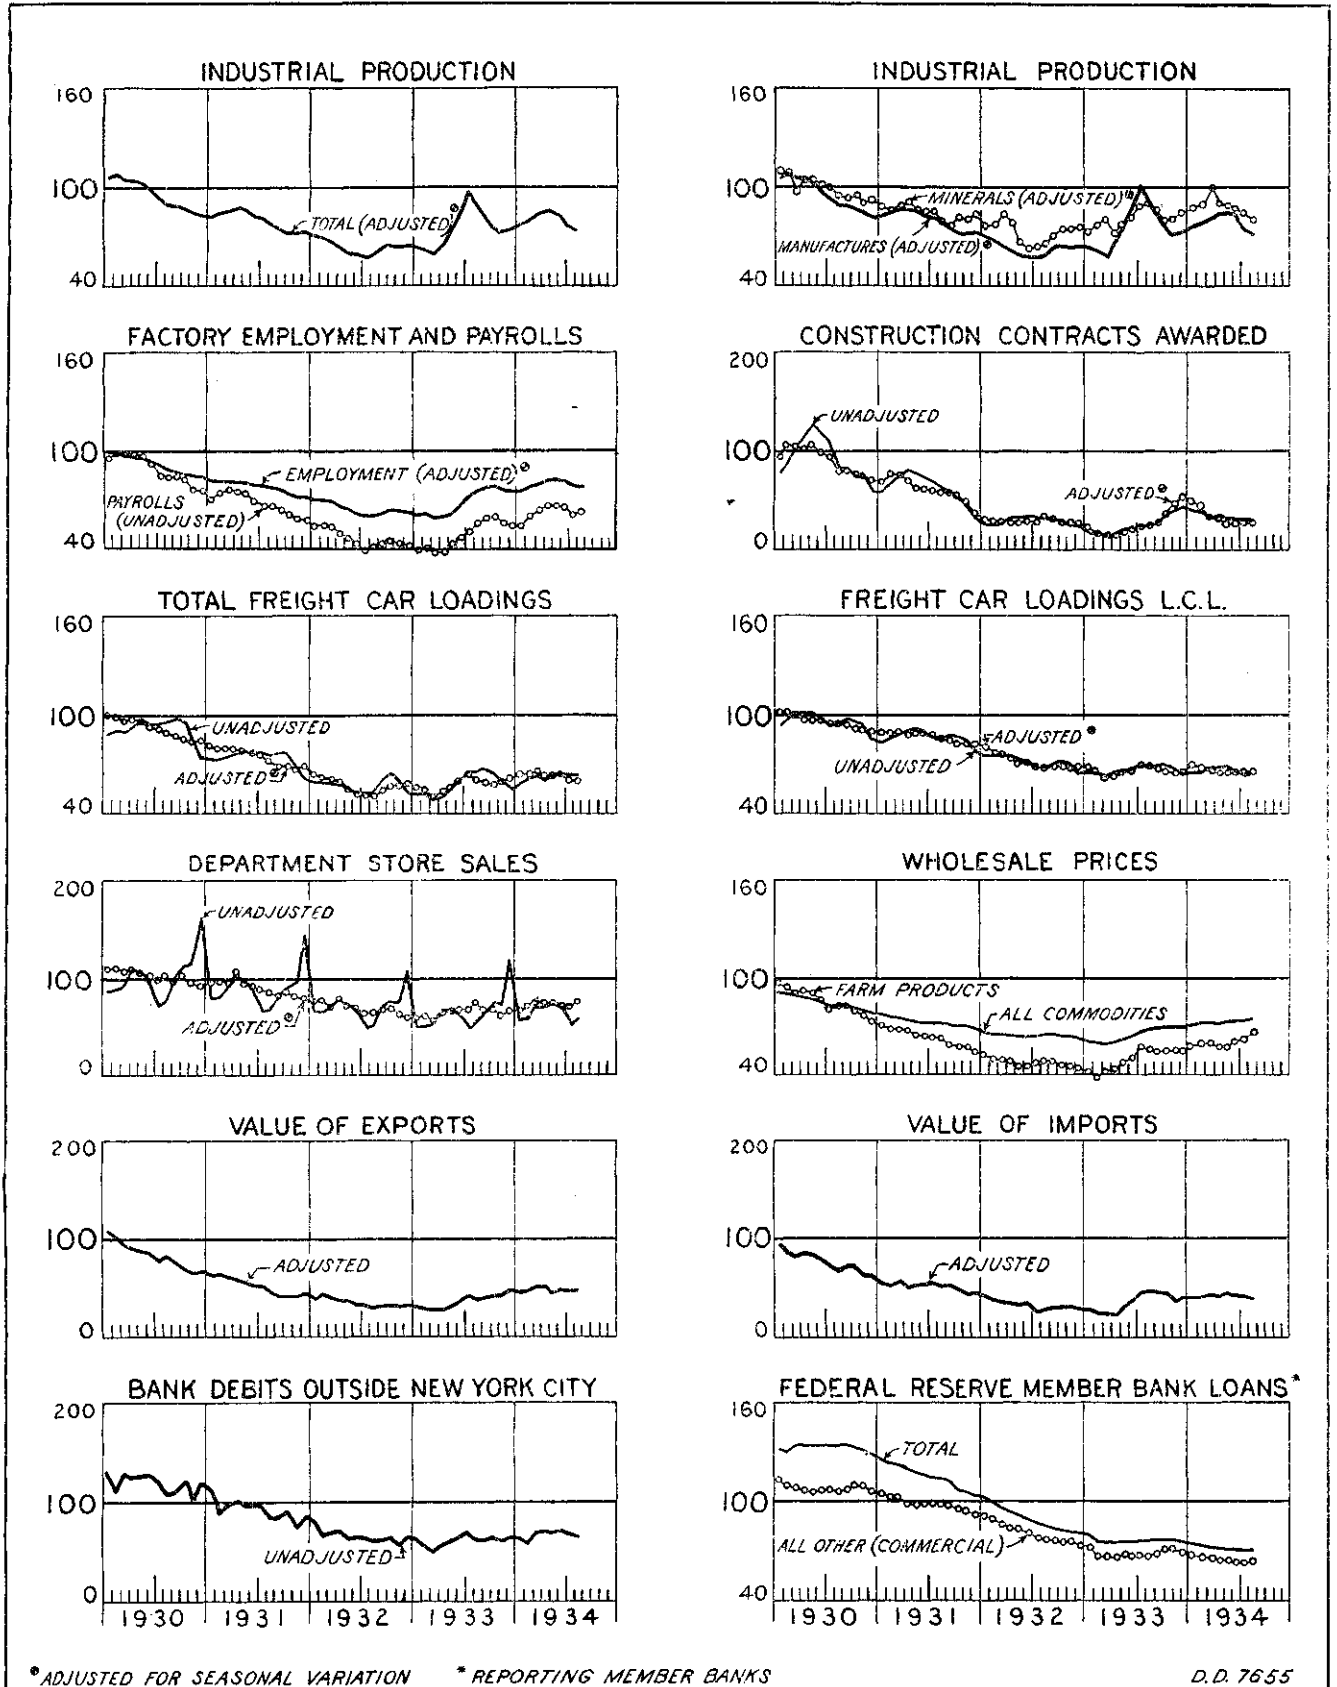 INDUSTRIAL PRODUCTION
160
100
40
TOTAL (ADJUSTED)
INDUSTRIAL PRODUCTION
160
100
40
MINERALS (ADJUSTED)
MANUFACTURES (ADJUSTED)
FACTORY EMPLOYMENT AND PAYROLLS
160
100
40
EMPLOYMENT (ADJUSTED)
PAYROLLS
(UNADJUSTED)
CONSTRUCTION CONTRACTS AWARDED
200
100
0
UNADJUSTED
ADJUSTED
TOTAL FREIGHT CAR LOADINGS
160
100
40
UNADJUSTED
ADJUSTED
FREIGHT CAR LOADINGS L.C.L.
160
100
40
ADJUSTED
UNADJUSTED
DEPARTMENT STORE SALES
200
100
0
UNADJUSTED
ADJUSTED
WHOLESALE PRICES
160
100
40
FARM PRODUCTS
ALL COMMODITIES
VALUE OF EXPORTS
200
100
0
ADJUSTED
VALUE OF IMPORTS
200
100
0
ADJUSTED
BANK DEBITS OUTSIDE NEW YORK CITY
200
100
0
UNADJUSTED
1930 1931 1932 1933 1934
FEDERAL RESERVE MEMBER BANK LOANS*
160
100
40
TOTAL
ALL OTHER (COMMERCIAL)
1930 1931 1932 1933 1934
ADJUSTED FOR SEASONAL VARIATION * REPORTING MEMBER BANKS D.D. 7655